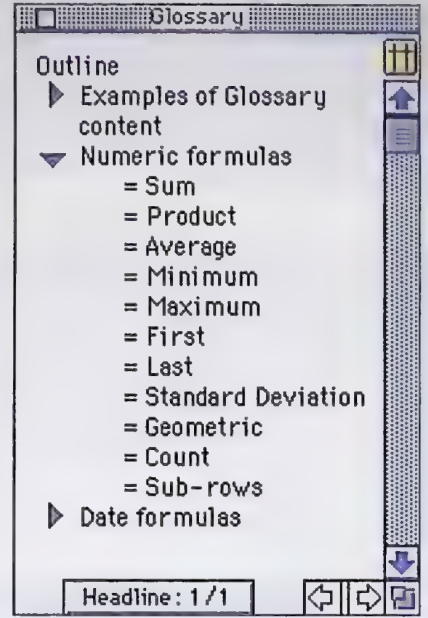 Glossary
Outline
Examples of Glossary
content
Numeric formulas
= Sum
= Product
= Average
= Minimum
= Maximum
= First
= Last
= Standard Deviation
= Geometric
= Count
= Sub-rows
Date formulas
Headline: 1/1